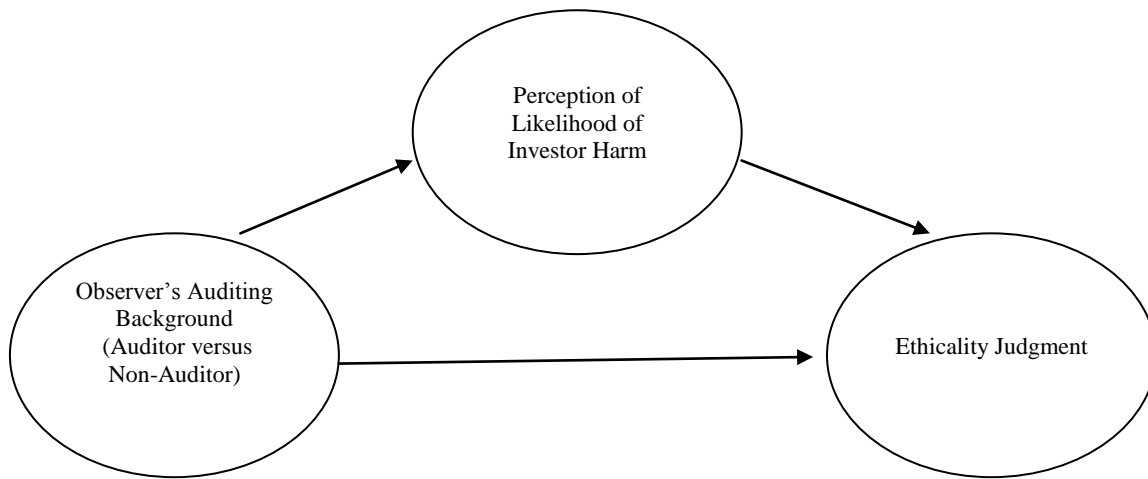 Perception of
Likelihood of
Investor Harm
Observer’s Auditing
Background
(Auditor versus
Non-Auditor)
Ethicality Judgment